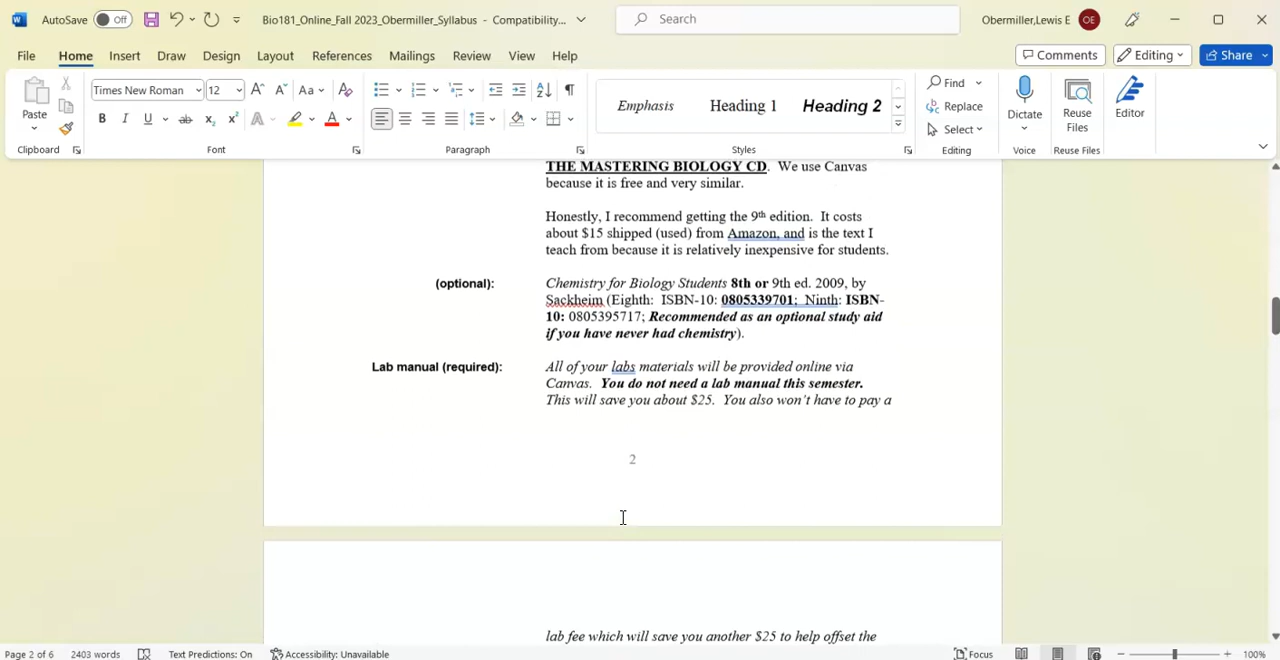 AutoSave Off Bio181_Online_Fall 2023_Obermiller_Syllabus - Compatibility... Search Obermiller,Lewis E OE
File Home Insert Draw Design Layout References Mailings Review View Help Comments Editing Share
Paste Times New Roman 12 Aa Emphasis Heading 1 Heading 2 Find Replace Select Dictate Reuse Files Editor
Clipboard Font Paragraph Styles Editing Voice Reuse Files Editor
THE MASTERING BIOLOGY CD. We use Canvas
because it is free and very similar.
Honestly, I recommend getting the 9th edition. It costs
about $15 shipped (used) from Amazon, and is the text I
teach from because it is relatively inexpensive for students.
(optional): Chemistry for Biology Students 8th or 9th ed. 2009, by
Sackheim (Eighth: ISBN-10: 0805339701; Ninth: ISBN-
10: 0805395717; Recommended as an optional study aid
if you have never had chemistry).
Lab manual (required): All of your labs materials will be provided online via
Canvas. You do not need a lab manual this semester.
This will save you about $25. You also won't have to pay a
2
lab fee which will save you another $25 to help offset the
Page 2 of 6 2403 words Text Predictions: On Accessibility: Unavailable Focus 100%